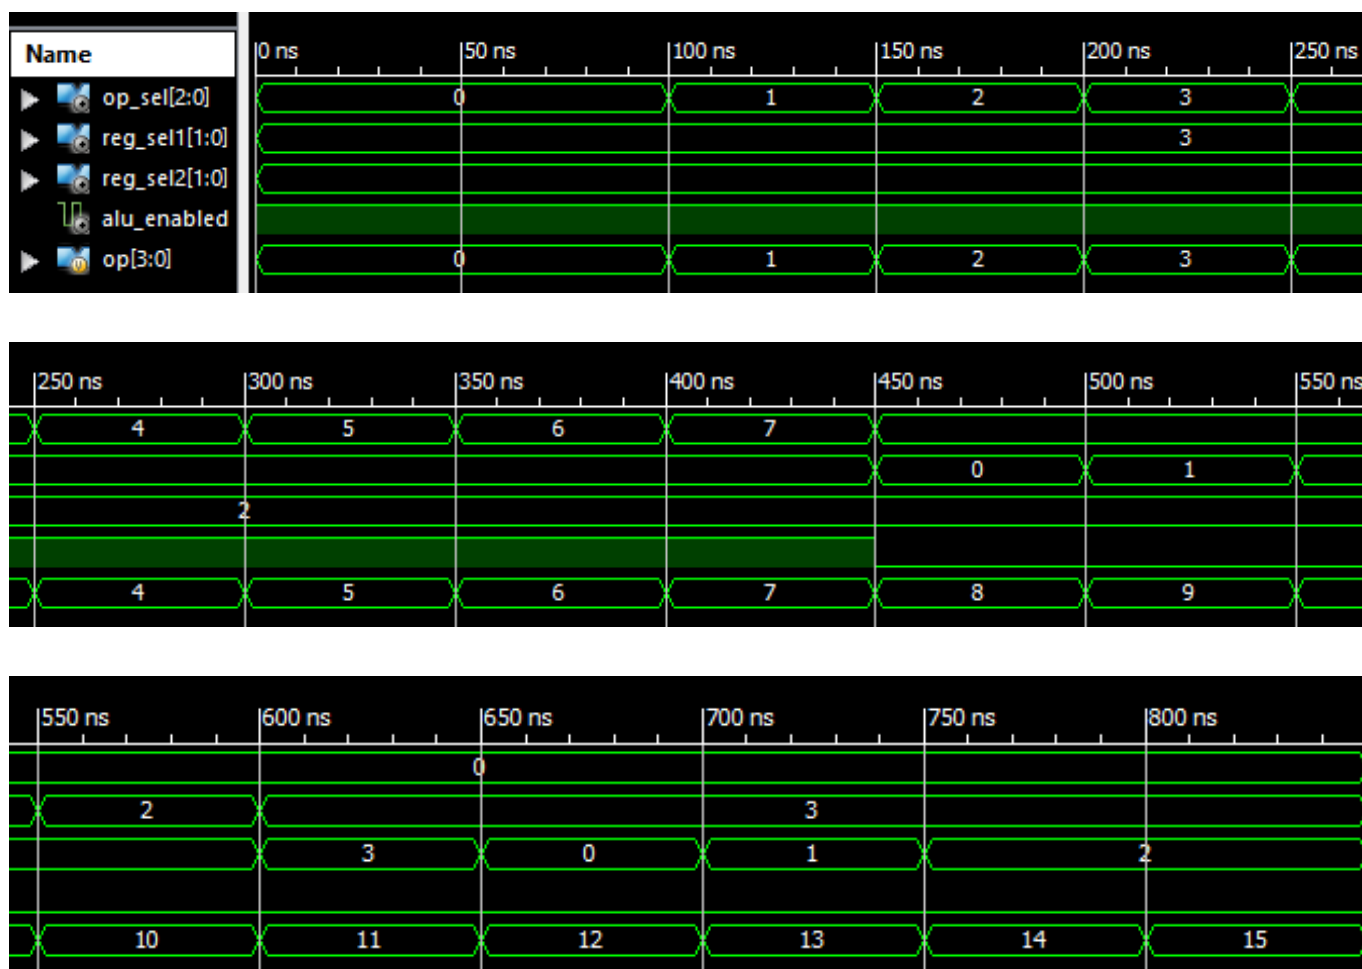 Name 0 ns 50 ns 100 ns 150 ns 200 ns 250 ns
op_sel[2:0] 0 1 2 3
reg_sel1[1:0] 3
reg_sel2[1:0]
alu_enabled
op[3:0] 0 1 2 3
250 ns 300 ns 350 ns 400 ns 450 ns 500 ns 550 ns
4 5 6 7
0 1
2
4 5 6 7 8 9
550 ns 600 ns 650 ns 700 ns 750 ns 800 ns
0
2 3
3 0 1 2
10 11 12 13 14 15